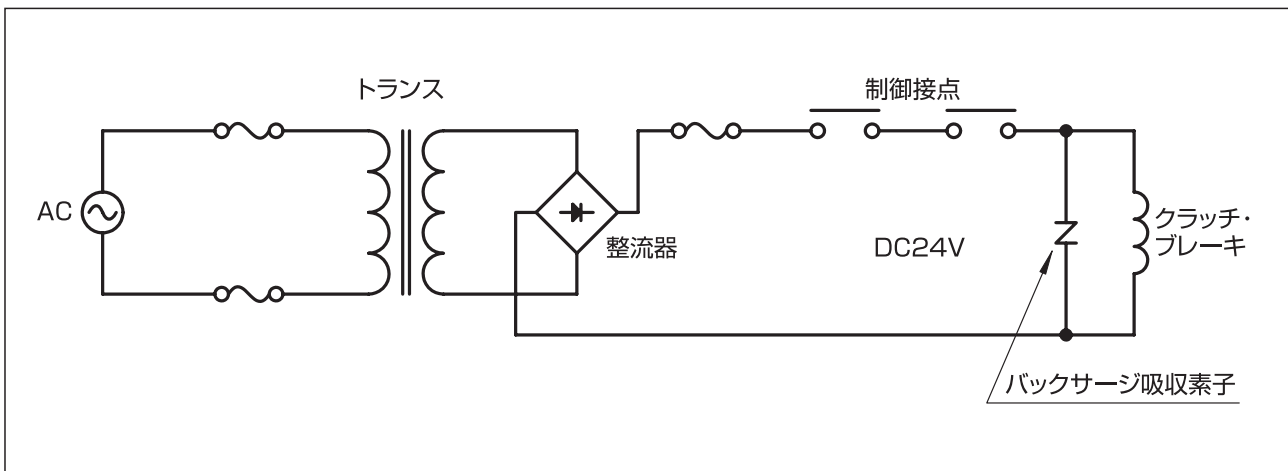 トランス
制御接点
AC
整流器
DC24V
クラッチ・
ブレーキ
バックサージ吸収素子